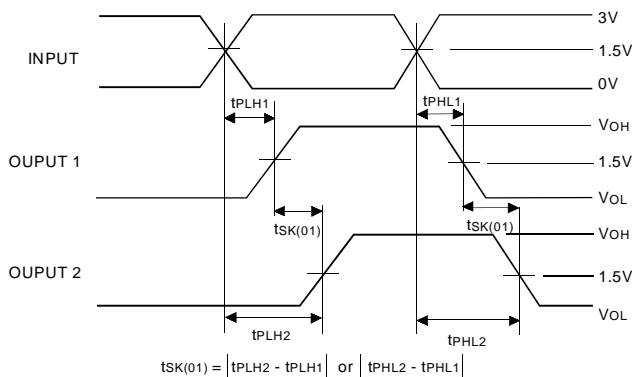 3V
INPUT
1.5V
0V
tPLH1
tPHL1
VOH
OUPUT 1
1.5V
VOL
tSK(01)
tSK(01)
VOH
OUPUT 2
1.5V
VOL
tPLH2
tPHL2
tSK(01) = |tPLH2 - tPLH1| or |tPHL2 - tPHL1|